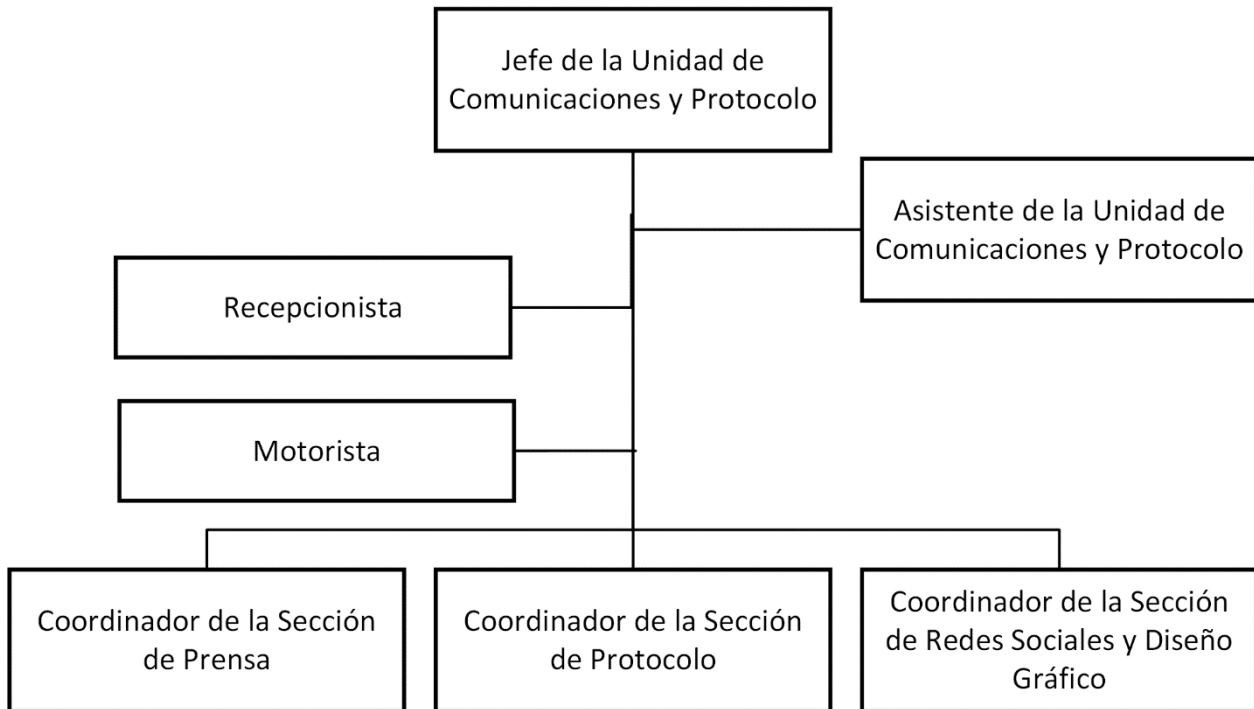 Jefe de la Unidad de
Comunicaciones y Protocolo
Asistente de la Unidad de
Comunicaciones y Protocolo
Recepcionista
Motorista
Coordinador de la Sección
de Prensa
Coordinador de la Sección
de Protocolo
Coordinador de la Sección
de Redes Sociales y Diseño
Gráfico